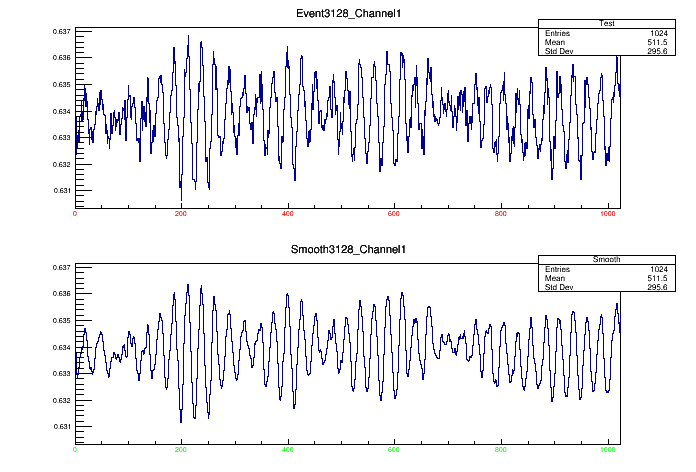 Event3128_Channel1
Test
Entries 1024
Mean 511.5
Std Dev 295.6
0.637
0.636
0.635
0.634
0.633
0.632
0.631
0 200 400 600 800 1000
Smooth3128_Channel1
Smooth
Entries 1024
Mean 511.5
Std Dev 295.6
0.637
0.636
0.635
0.634
0.633
0.632
0.631
0 200 400 600 800 1000